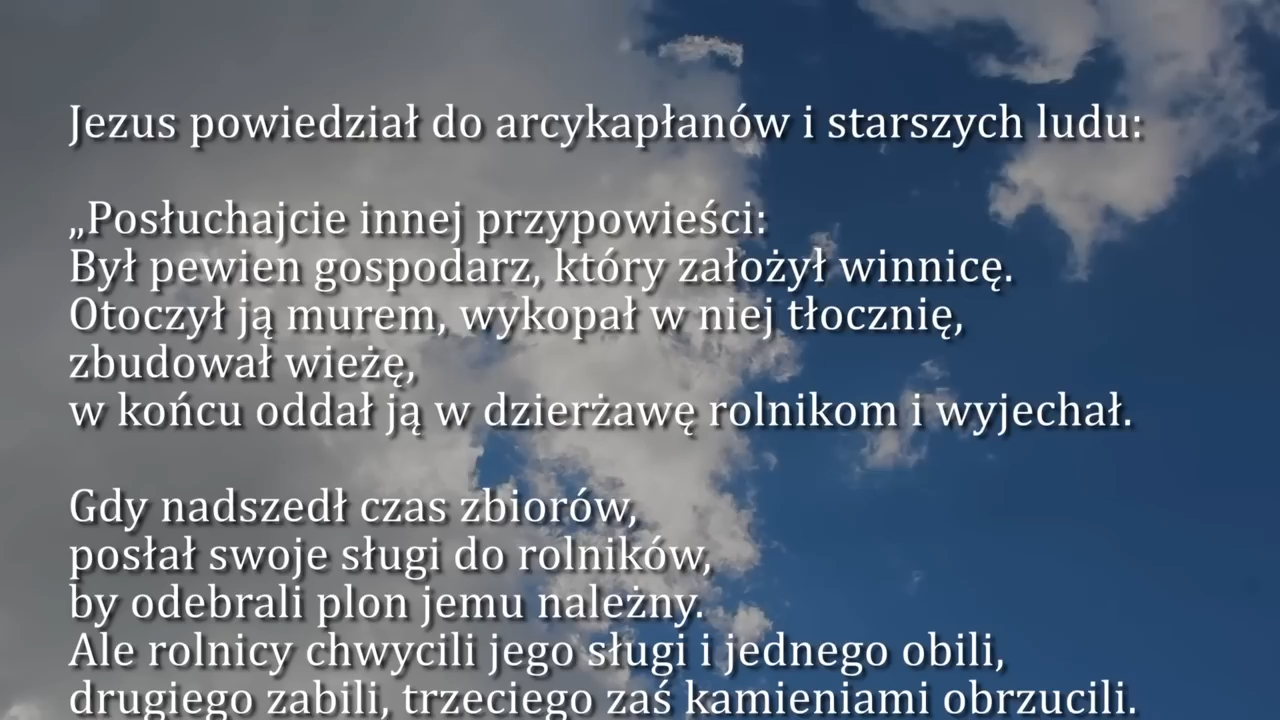 Jezus powiedział do arcykapłanów i starszych ludu:
„Posłuchajcie innej przypowieści:
Był pewien gospodarz, który założył winnicę.
Otoczył ją murem, wykopał w niej tłocznię,
zbudował wieżę,
w końcu oddał ją w dzierżawę rolnikom i wyjechał.
Gdy nadszedł czas zbiorów,
posłał swoje sługi do rolników,
by odebrali plon jemu należny.
Ale rolnicy chwycili jego sługi i jednego obili,
drugiego zabili, trzeciego zaś kamieniami obrzucili.